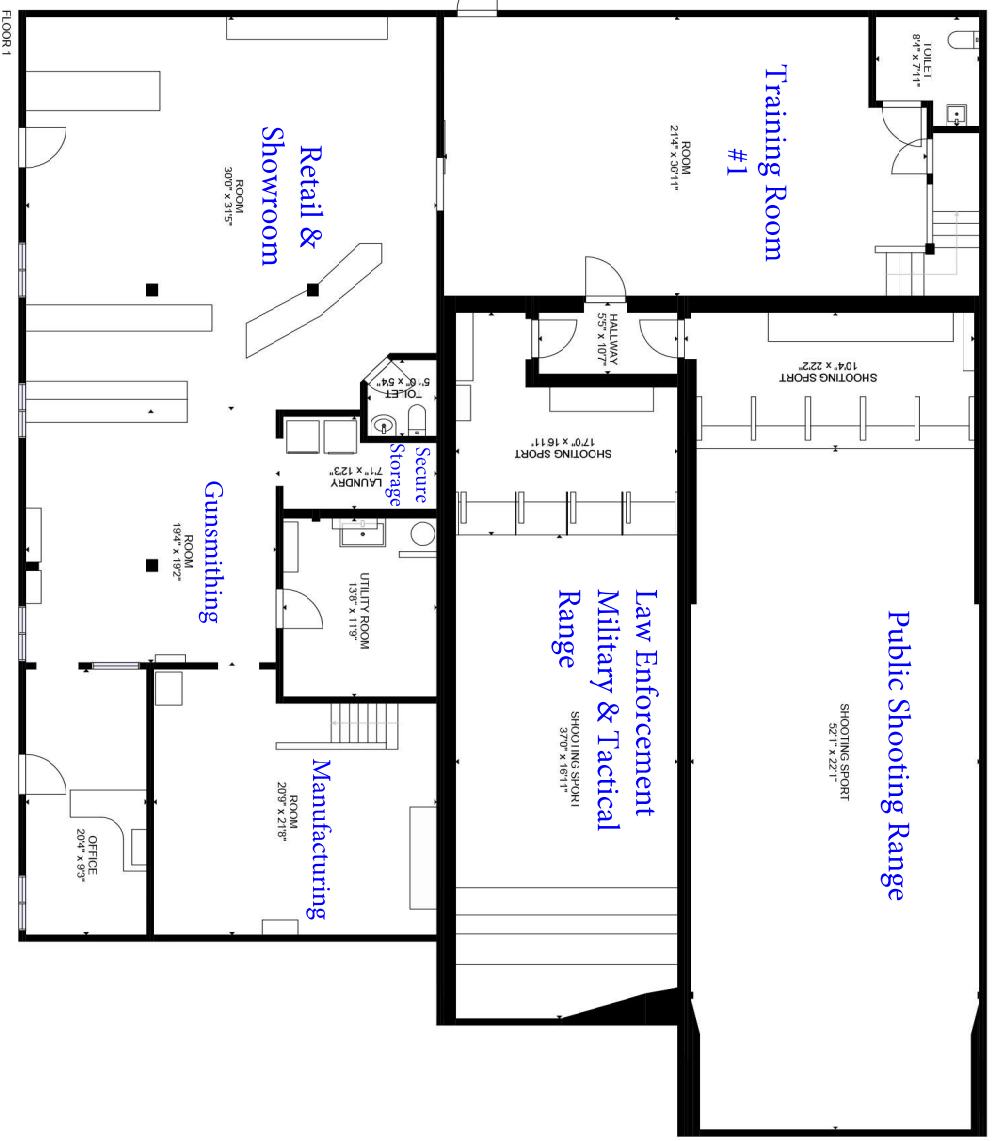 FLOOR 1
TOILET
8'4" x 7'11"
Training Room
#1
ROOM
21'4" x 30'11"
Retail &
Showroom
ROOM
30'0" x 31'5"
HALLWAY
5'5" x 10'7"
SHOOTING SPORT
10'4" x 22'2"
TOILET
5' 6" x 5'4"
SHOOTING SPORT
17'0" x 16'11"
Secure
Storage
LAUNDRY
7'1" x 12'3"
Gunsmithing
ROOM
19'4" x 19'2"
UTILITY ROOM
13'8" x 11'9"
Law Enforcement
Military & Tactical
Range
SHOOTING SPORT
37'0" x 16'11"
Public Shooting Range
SHOOTING SPORT
52'1" x 22'1"
Manufacturing
ROOM
20'9" x 21'8"
OFFICE
20'4" x 9'3"